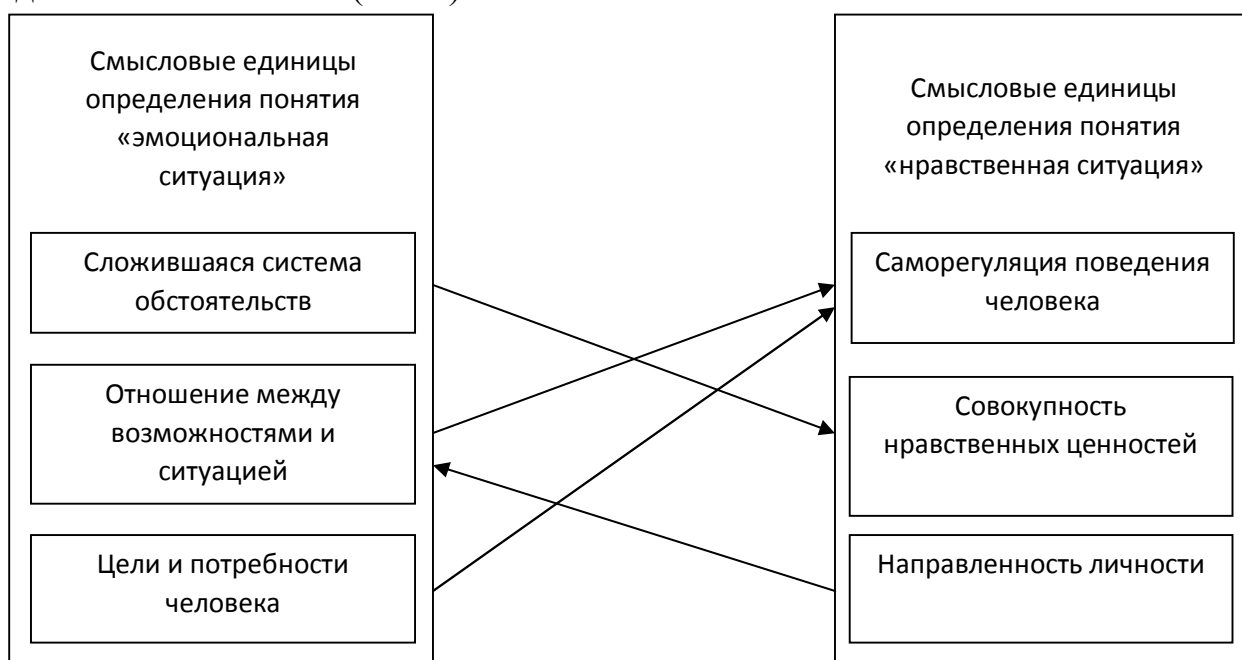 Смысловые единицы
определения понятия
«эмоциональная
ситуация»
Сложившаяся система
обстоятельств
Отношение между
возможностями и
ситуацией
Цели и потребности
человека
Смысловые единицы
определения понятия
«нравственная ситуация»
Саморегуляция поведения
человека
Совокупность
нравственных ценностей
Направленность личности